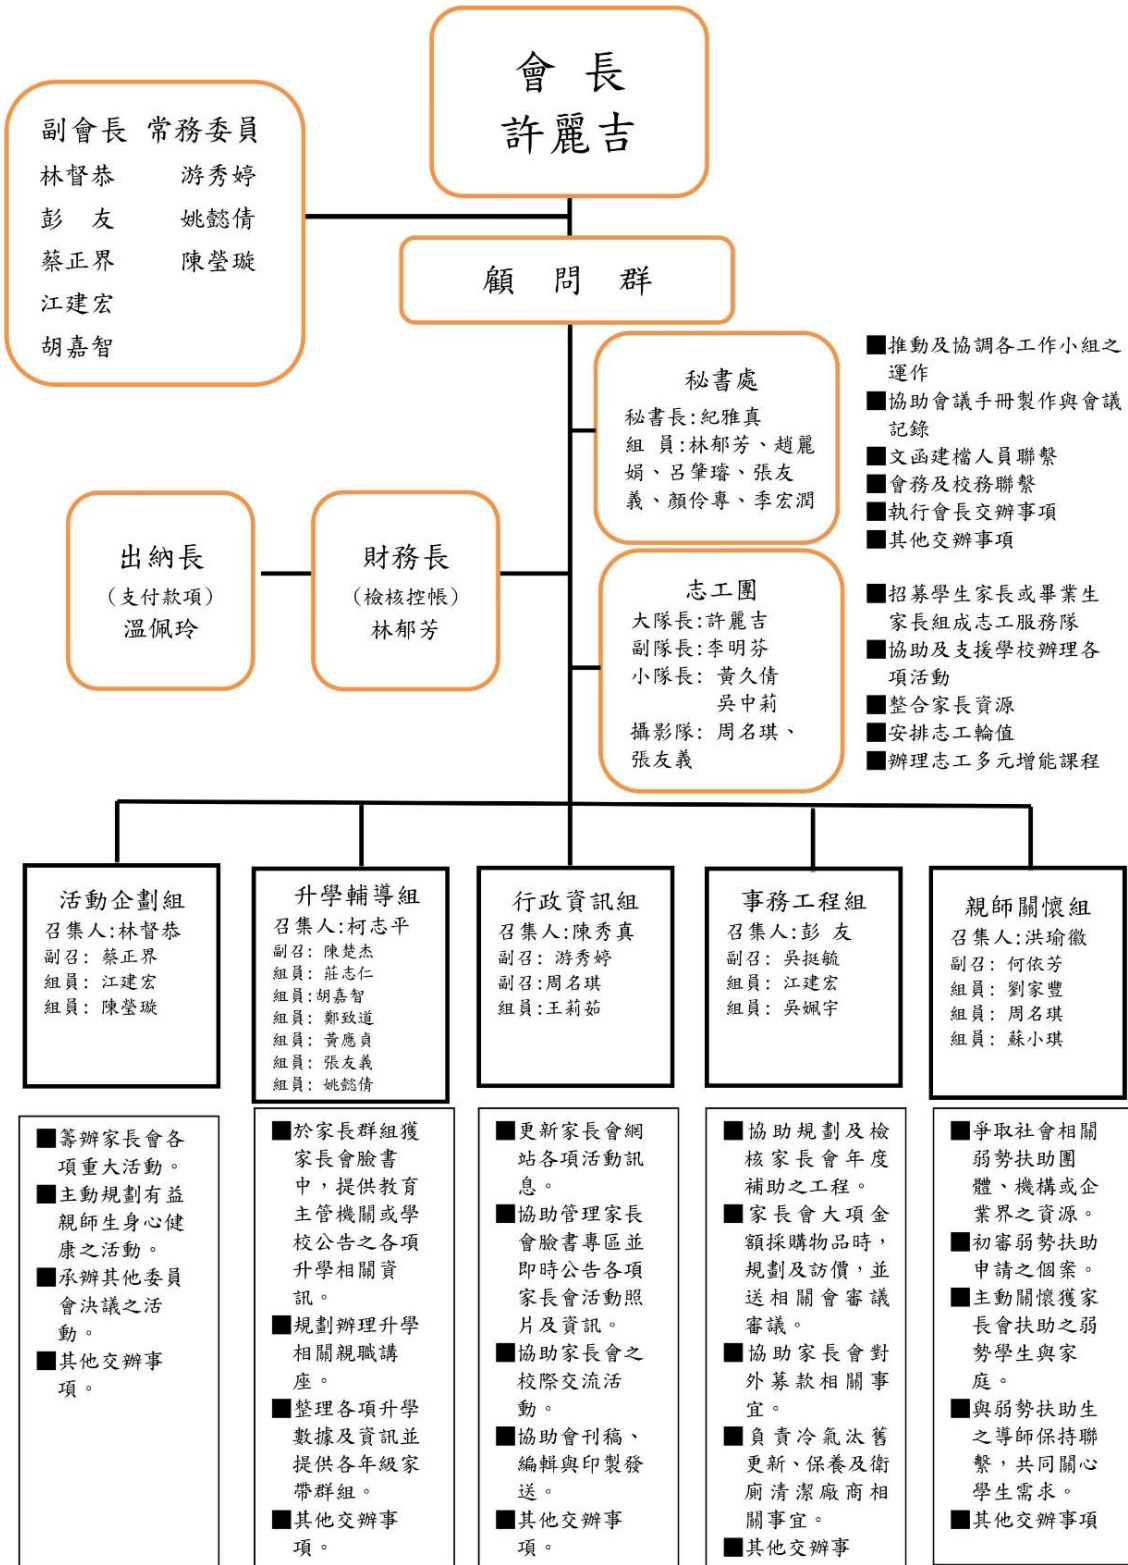 會 長
許麗吉
副會長 常務委員
林督恭 游秀婷
彭 友 姚懿倩
蔡正界 陳瑩璇
江建宏
胡嘉智
顧 問 群
秘書處
秘書長:紀雅真
組 員:林郁芳、趙麗
娟、呂肇璿、張友
義、顏伶專、李宏潤
■推動及協調各工作小組之
運作
■協助會議手冊製作與會議
記錄
■文函建檔人員聯繫
■會務及校務聯繫
■執行會長交辦事項
■其他交辦事項
出納長
(支付款項)
溫佩玲
財務長
(檢核控帳)
林郁芳
志工團
大隊長:許麗吉
副隊長:李明芬
小隊長: 黃久倩
吳中莉
攝影隊: 周名琪、
張友義
■招募學生家長或畢業生
家長組成志工服務隊
■協助及支援學校辦理各
項活動
■整合家長資源
■安排志工輪值
■辦理志工多元增能課程
活動企劃組
召集人:林督恭
副召: 蔡正界
組員: 江建宏
組員: 陳瑩璇
升學輔導組
召集人:柯志平
副召: 陳楚杰
組員: 莊志仁
組員:胡嘉智
組員: 鄭致道
組員: 黃應貞
組員: 張友義
組員: 姚懿倩
行政資訊組
召集人:陳秀真
副召: 游秀婷
副召:周名琪
組員:王莉茹
事務工程組
召集人:彭 友
副召: 吳挺毓
組員: 江建宏
組員: 吳姵宇
親師關懷組
召集人:洪瑜徽
副召: 何依芳
組員: 劉家豐
組員: 周名琪
組員: 蘇小琪
■籌辦家長會各
項重大活動。
■主動規劃有益
親師生身心健
康之活動。
■承辦其他委員
會決議之活
動。
■其他交辦事
項。
■於家長群組獲
家長會臉書
中，提供教育
主管機關或學
校公告之各項
升學相關資
訊。
■規劃辦理升學
相關親職講
座。
■整理各項升學
數據及資訊並
提供各年級家
帶群組。
■其他交辦事
項。
■更新家長會網
站各項活動訊
息。
■協助管理家長
會臉書專區並
即時公告各項
家長會活動照
片及資訊。
■協助家長會之
校際交流活
動。
■協助會刊稿、
編輯與印製發
送。
■其他交辦事
項。
■協助規劃及檢
核家長會年度
補助之工程。
■家長會大項金
額採購物品時，
規劃及訪價，並
送相關會審議
審議。
■協助家長會對
外募款相關事
宜。
■負責冷氣汰舊
更新、保養及衛
廁清潔廠商相
關事宜。
■其他交辦事
■爭取社會相關
弱勢扶助團
體、機構或企
業界之資源。
■初審弱勢扶助
申請之個案。
■主動關懷獲家
長會扶助之弱
勢學生與家
庭。
■與弱勢扶助生
之導師保持聯
繫，共同關心
學生需求。
■其他交辦事項